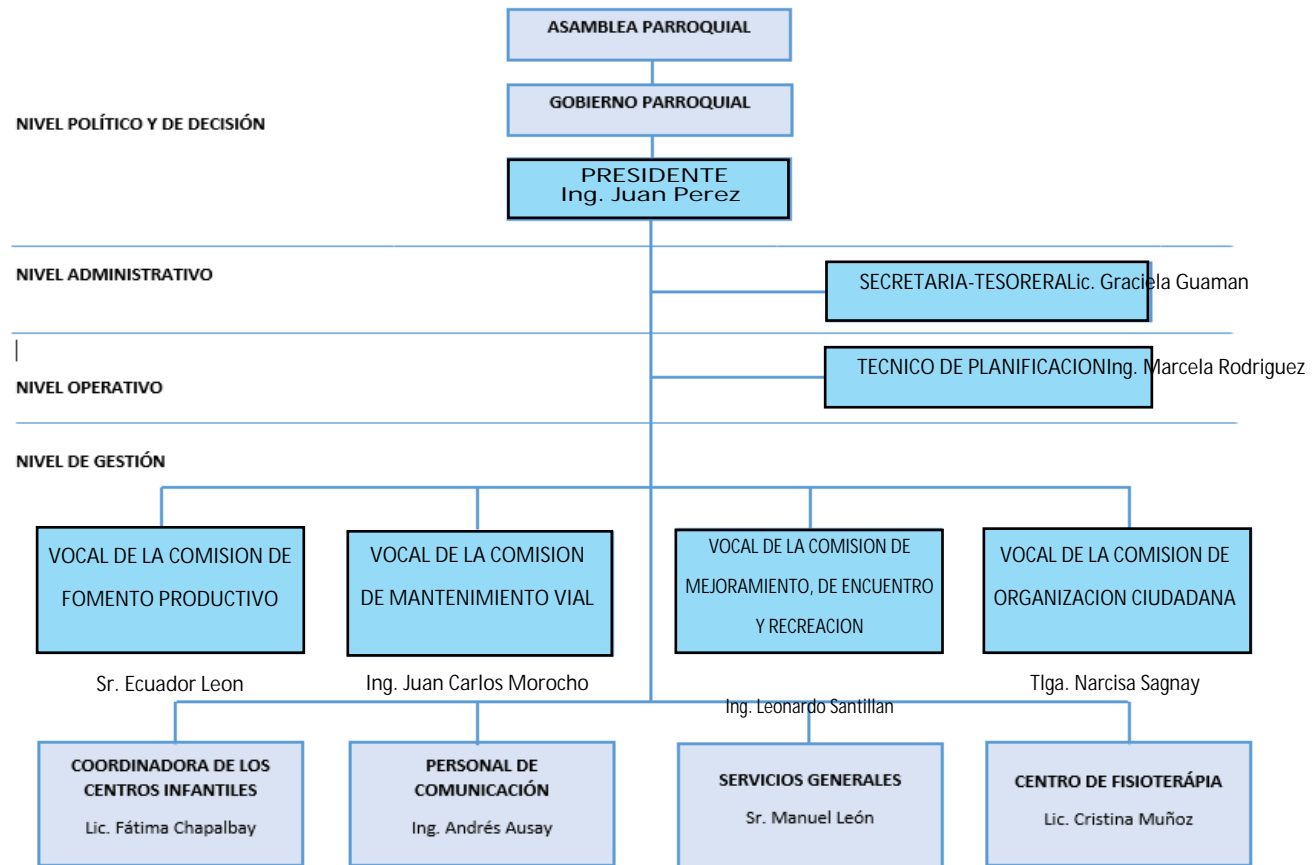 ASAMBLEA PARROQUIAL
GOBIERNO PARROQUIAL
NIVEL POLÍTICO Y DE DECISIÓN
PRESIDENTE
Ing. Juan Perez
NIVEL ADMINISTRATIVO
SECRETARIA-TESORERALic. Graciela Guaman
TECNICO DE PLANIFICACIONIng. Marcela Rodriguez
NIVEL OPERATIVO
NIVEL DE GESTIÓN
VOCAL DE LA COMISION DE
FOMENTO PRODUCTIVO
Sr. Ecuador Leon
VOCAL DE LA COMISION
DE MANTENIMIENTO VIAL
Ing. Juan Carlos Morocho
VOCAL DE LA COMISION DE
MEJORAMIENTO, DE ENCUENTRO
Y RECREACION
Ing. Leonardo Santillan
VOCAL DE LA COMISION DE
ORGANIZACION CIUDADANA
Tlga. Narcisa Sagnay
COORDINADORA DE LOS
CENTROS INFANTILES
Lic. Fátima Chapalbay
PERSONAL DE
COMUNICACIÓN
Ing. Andrés Ausay
SERVICIOS GENERALES
Sr. Manuel León
CENTRO DE FISIOTERÁPIA
Lic. Cristina Muñoz